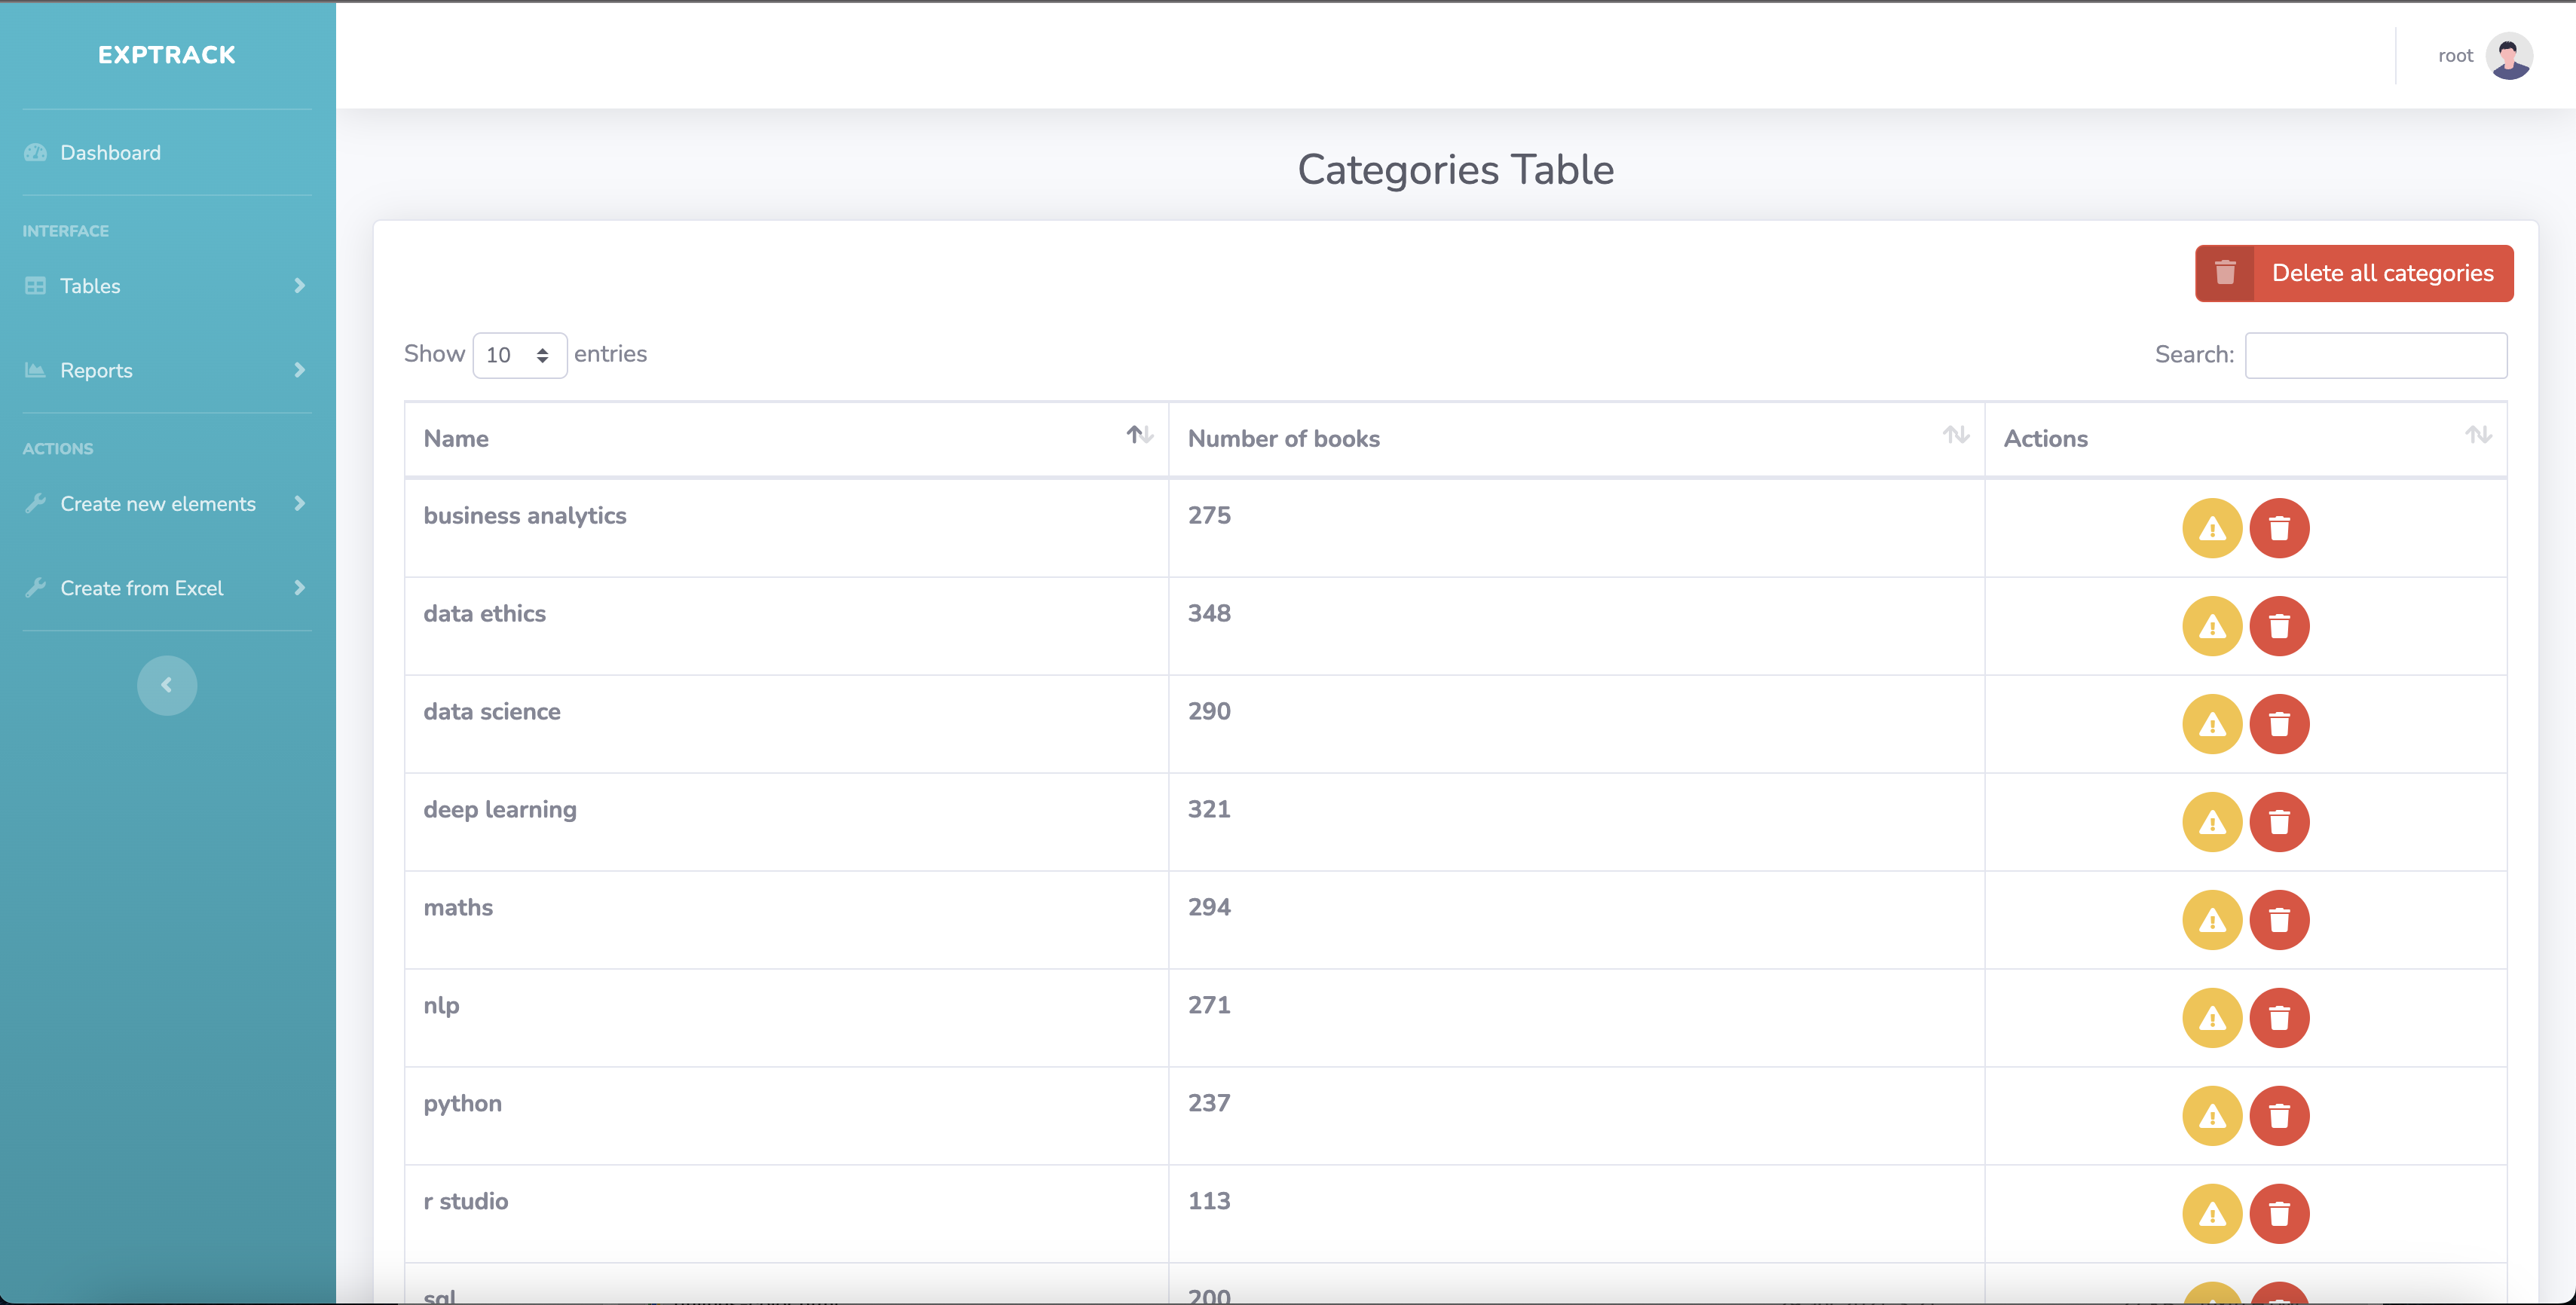 EXPTRACK
root
Dashboard
INTERFACE
Tables
Reports
ACTIONS
Create new elements
Create from Excel
Categories Table
Delete all categories
Show 10 entries
Search:
Name Number of books Actions
business analytics 275
data ethics 348
data science 290
deep learning 321
maths 294
nlp 271
python 237
r studio 113
sql 200